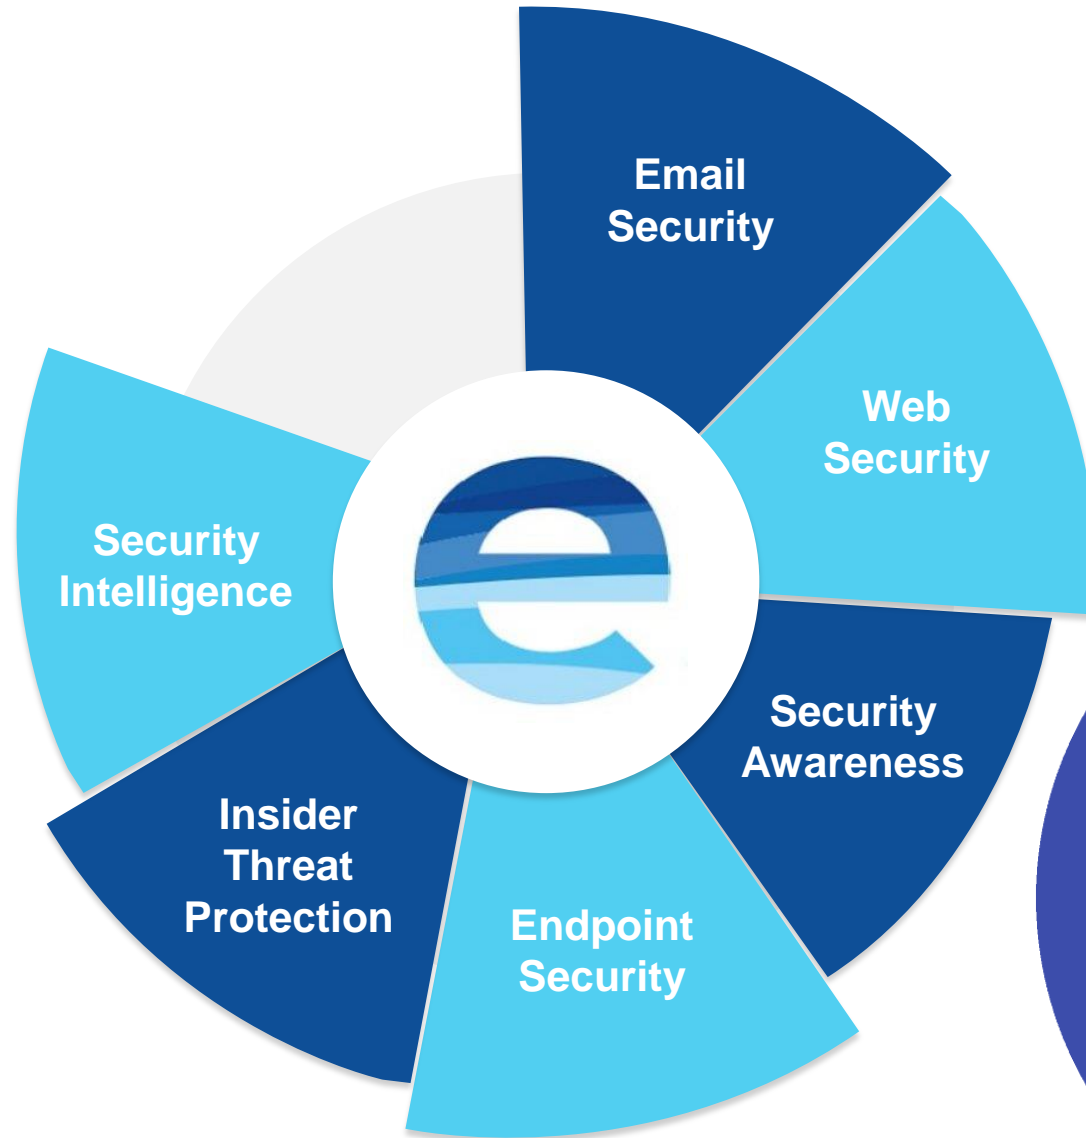 Email
Security
Web
Security
Security
Awareness
Endpoint
Security
Insider
Threat
Protection
Security
Intelligence
e